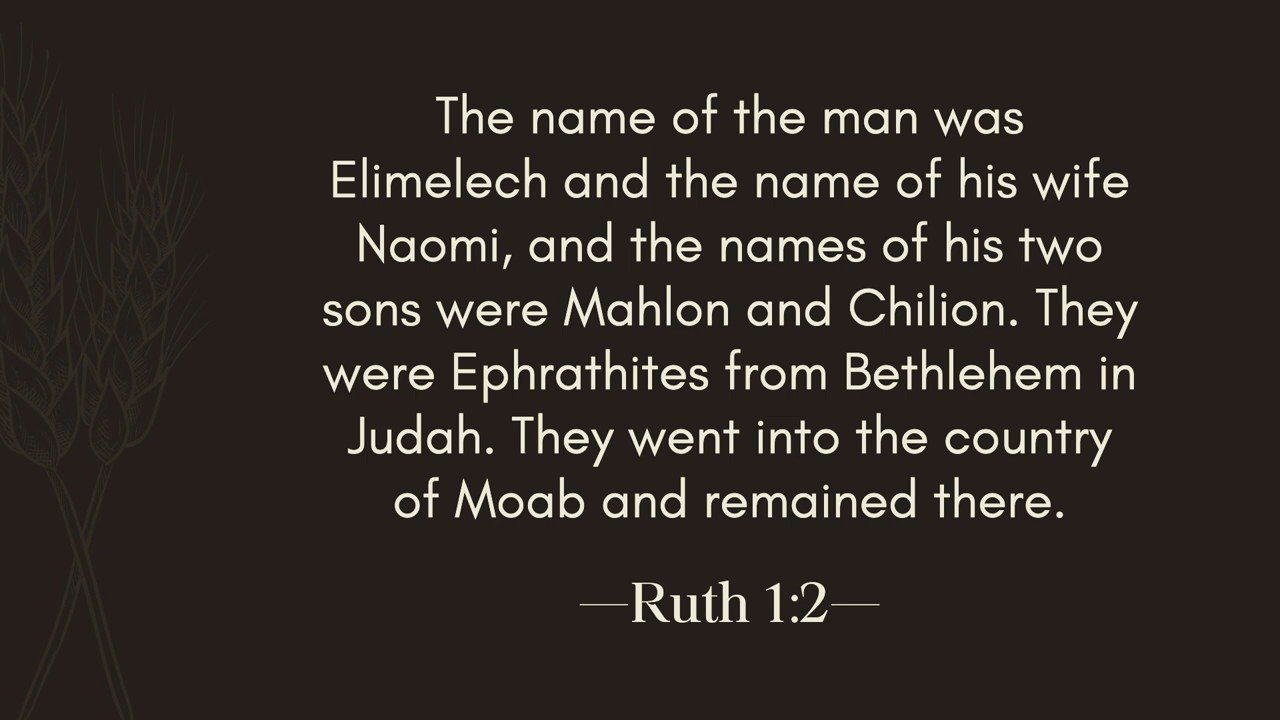 The name of the man was
Elimelech and the name of his wife
Naomi, and the names of his two
sons were Mahlon and Chilion. They
were Ephrathites from Bethlehem in
Judah. They went into the country
of Moab and remained there.
—Ruth 1:2—